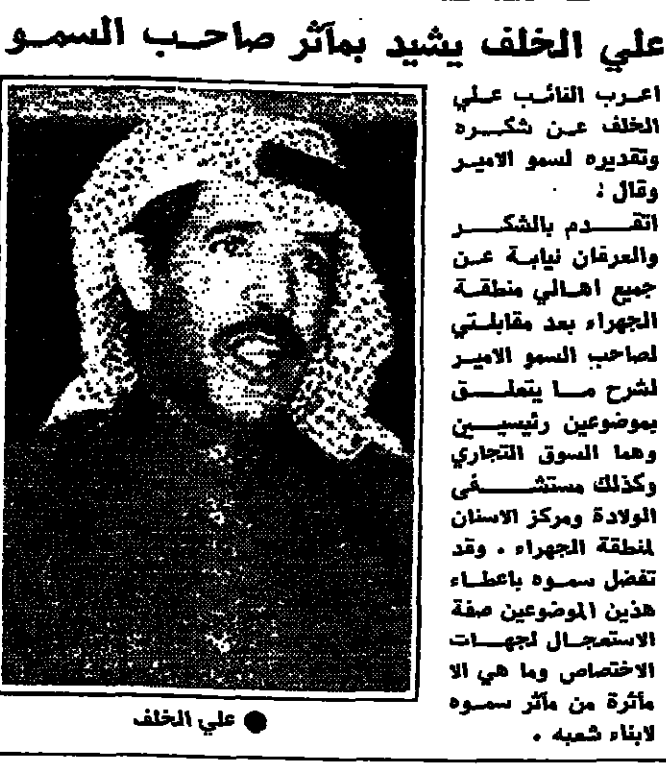 علي الخلف يشيد بمآثر صاحب السمو
اعرب النائب علي
الخلف عن شكره
وتقديره لسمو الامير
وقال :
اتقدم بالشكر
والعرفان نيابة عن
جميع اهالي منطقة
الجهراء بعد مقابلتي
لصاحب السمو الامير
لشرح ما يتعلق
بموضوعين رئيسيين
وهما السوق التجاري
وكذلك مستشفى
الولادة ومركز الاسنان
لمنطقة الجهراء . وقد
تفضل سموه باعطاء
هذين الموضوعين صفة
الاستعجال لجهات
الاختصاص وما هي الا
مأثرة من مآثر سموه
لابناء شعبه .
● علي الخلف